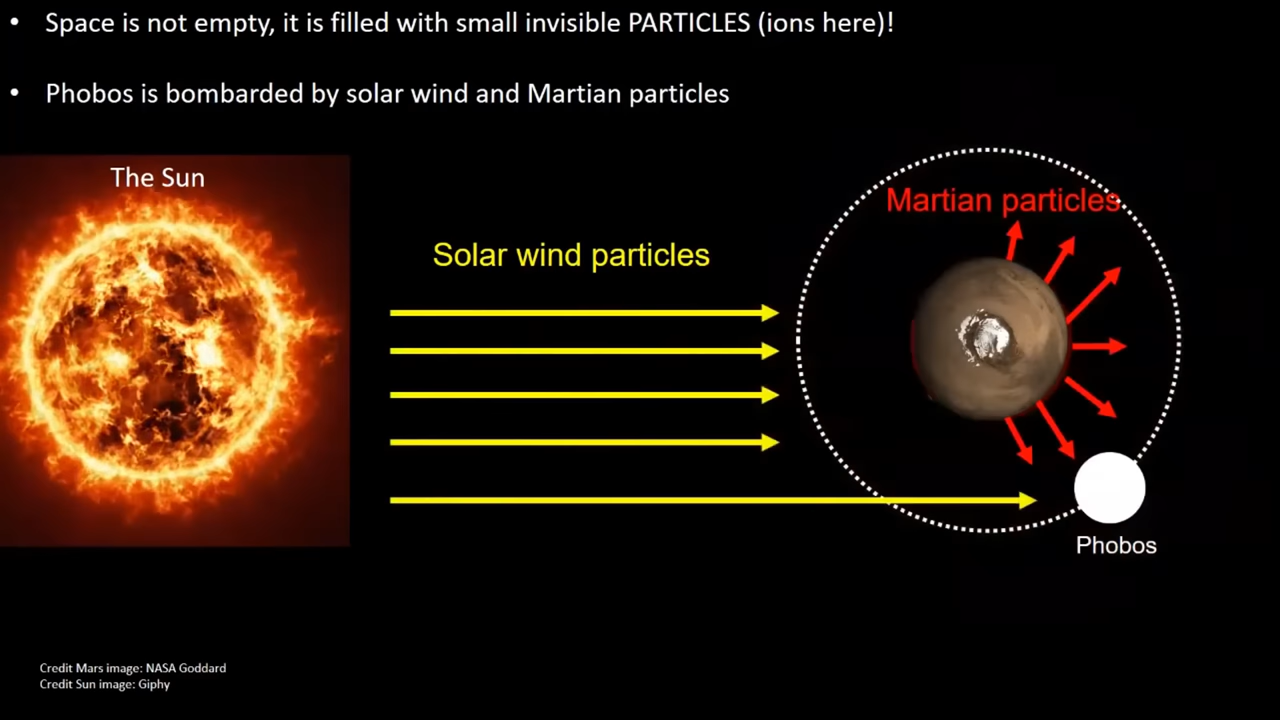 • Space is not empty, it is filled with small invisible PARTICLES (ions here)!
• Phobos is bombarded by solar wind and Martian particles
The Sun
Martian particles
Solar wind particles
Phobos
Credit Mars image: NASA Goddard
Credit Sun image: Giphy